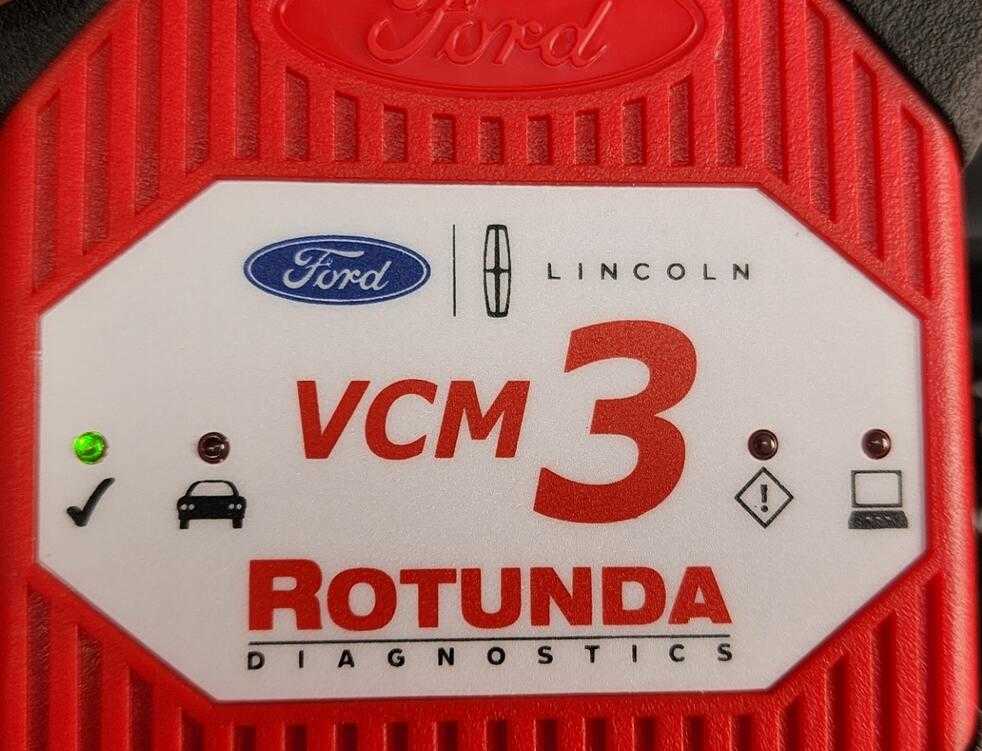 Ford
Ford LINCOLN
VCM 3
!
ROTUNDA
DIAGNOSTICS